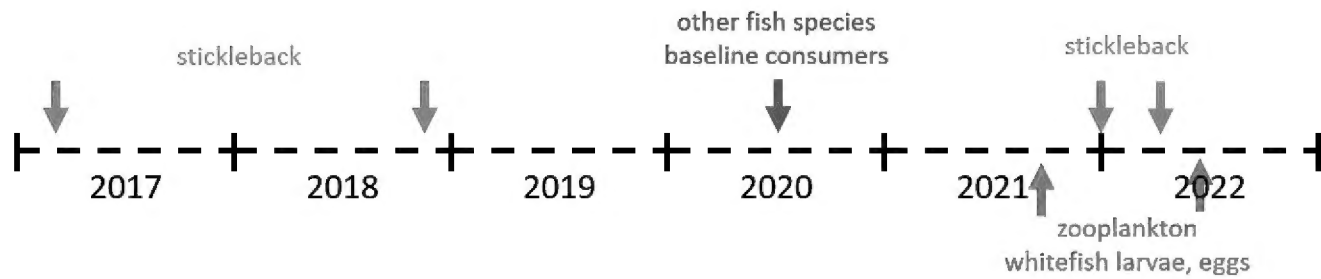 other fish species
stickleback
baseline consumers
stickleback
2017
2018
2019
2020
2021
2022
zooplankton
whitefish larvae, eggs